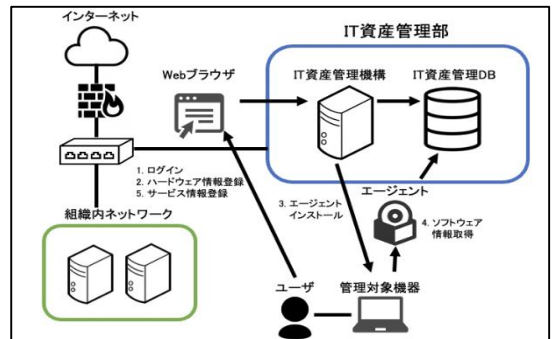 インターネット
IT資産管理部
Webブラウザ
IT資産管理機構
IT資産管理DB
1. ログイン
2. ハードウェア情報登録
5. サービス情報登録
組織内ネットワーク
3. エージェント
インストール
エージェント
4. ソフトウェア
情報取得
ユーザ
管理対象機器